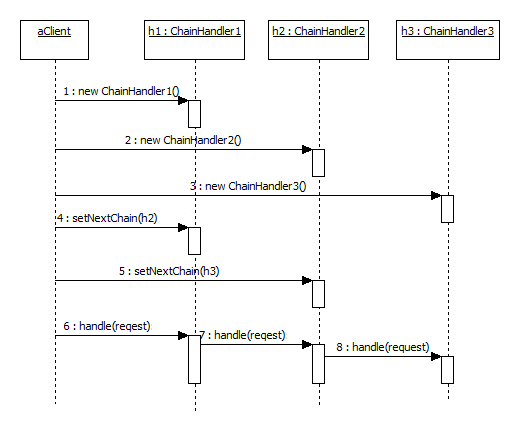 aClient
h1 : ChainHandler1
h2 : ChainHandler2
h3 : ChainHandler3
1 : new ChainHandler1()
2 : new ChainHandler2()
3 : new ChainHandler3()
4 : setNextChain(h2)
5 : setNextChain(h3)
6 : handle(reqest)
7 : handle(reqest)
8 : handle(request)